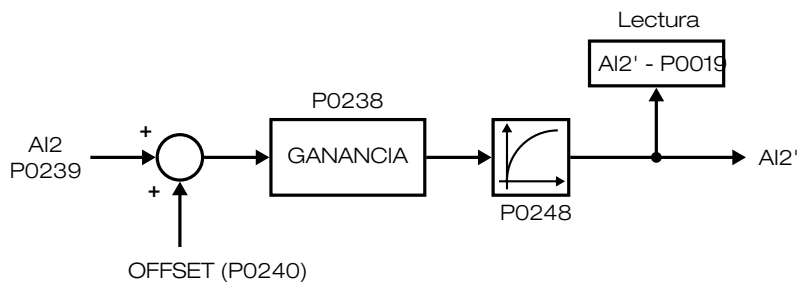 Lectura
AI2' - P0019
P0238
+
AI2
P0239
GANANCIA
AI2'
+
P0248
OFFSET (P0240)